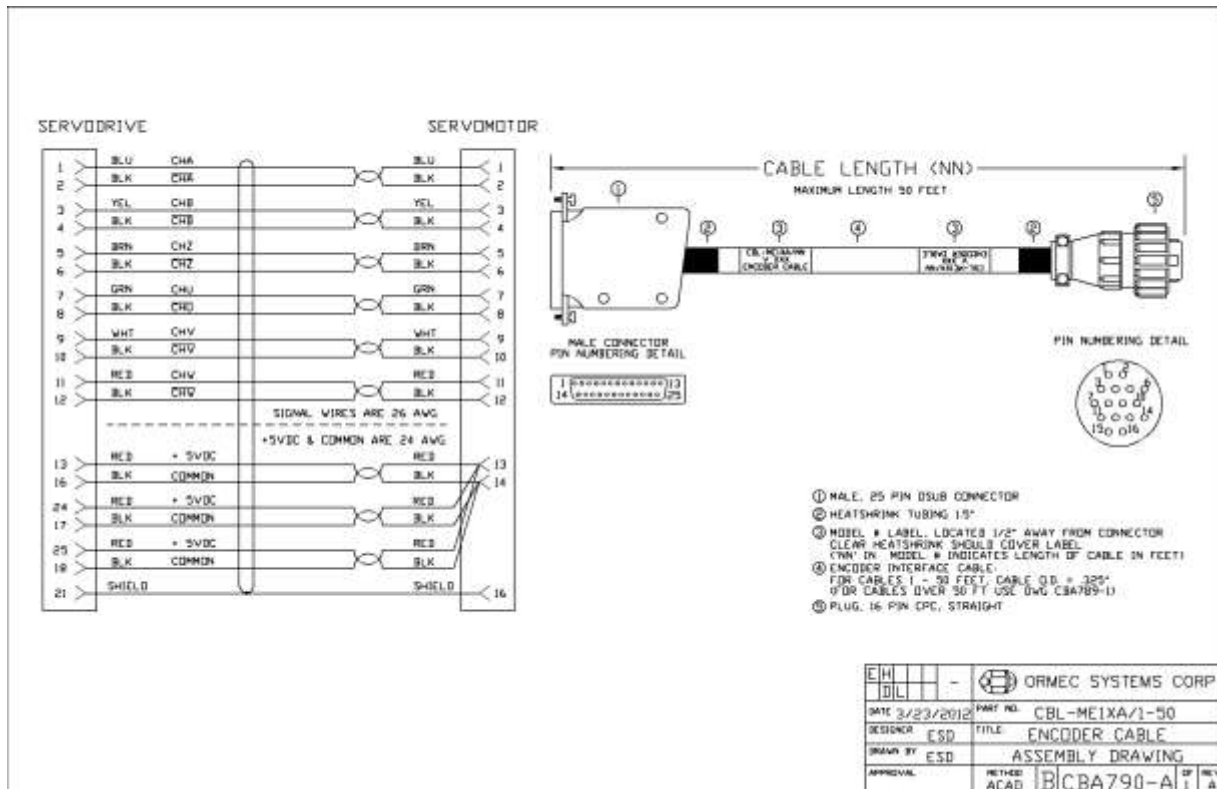 SERVODRIVE SERVOMOTOR
1 BLU CHA BLU 1
2 BLK CHA BLK 2
3 YEL CHB YEL 3
4 BLK CHB BLK 4
5 BRN CHZ BRN 5
6 BLK CHZ BLK 6
7 GRN CHU GRN 7
8 BLK CHU BLK 8
9 WHT CHV WHT 9
10 BLK CHV BLK 10
11 RED CHW RED 11
12 BLK CHW BLK 12
SIGNAL WIRES ARE 26 AWG
+5VDC & COMMON ARE 24 AWG
13 RED + 5VDC RED 13
16 BLK COMMON BLK 14
24 RED + 5VDC RED
17 BLK COMMON BLK
25 RED + 5VDC RED
BLK COMMON BLK
21 SHIELD SHIELD 16
CABLE LENGTH (NN)
MAXIMUM LENGTH 50 FEET
1 2 3 4 3 2 5
ENCODER CABLE
ENCODER CABLE
MALE CONNECTOR
PIN NUMBERING DETAIL
1 13
14 25
PIN NUMBERING DETAIL
14
15 16
1 MALE, 25 PIN DSUB CONNECTOR
2 HEATSHRINK TUBING 1.5"
3 MODEL # LABEL, LOCATED 1/2" AWAY FROM CONNECTOR
CLEAR HEATSHRINK SHOULD COVER LABEL
("NN" IN MODEL # INDICATES LENGTH OF CABLE IN FEET)
4 ENCODER INTERFACE CABLE:
FOR CABLES 1 - 50 FEET, CABLE O.D. = .325"
(FOR CABLES OVER 50 FT USE DWG CBA789-1)
5 PLUG, 16 PIN CPC, STRAIGHT
E H
D L
-
ORMEC SYSTEMS CORP
DATE 3/23/2012 PART NO. CBL-ME1XA/1-50
DESIGNER ESD TITLE: ENCODER CABLE
DRAWN BY ESD ASSEMBLY DRAWING
APPROVAL METHOD ACAD B CBA790-A OF 1 REV A